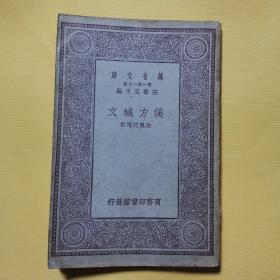 萬有文庫
第一集一千種
王雲五主編
侯方域文
商務印書館發行